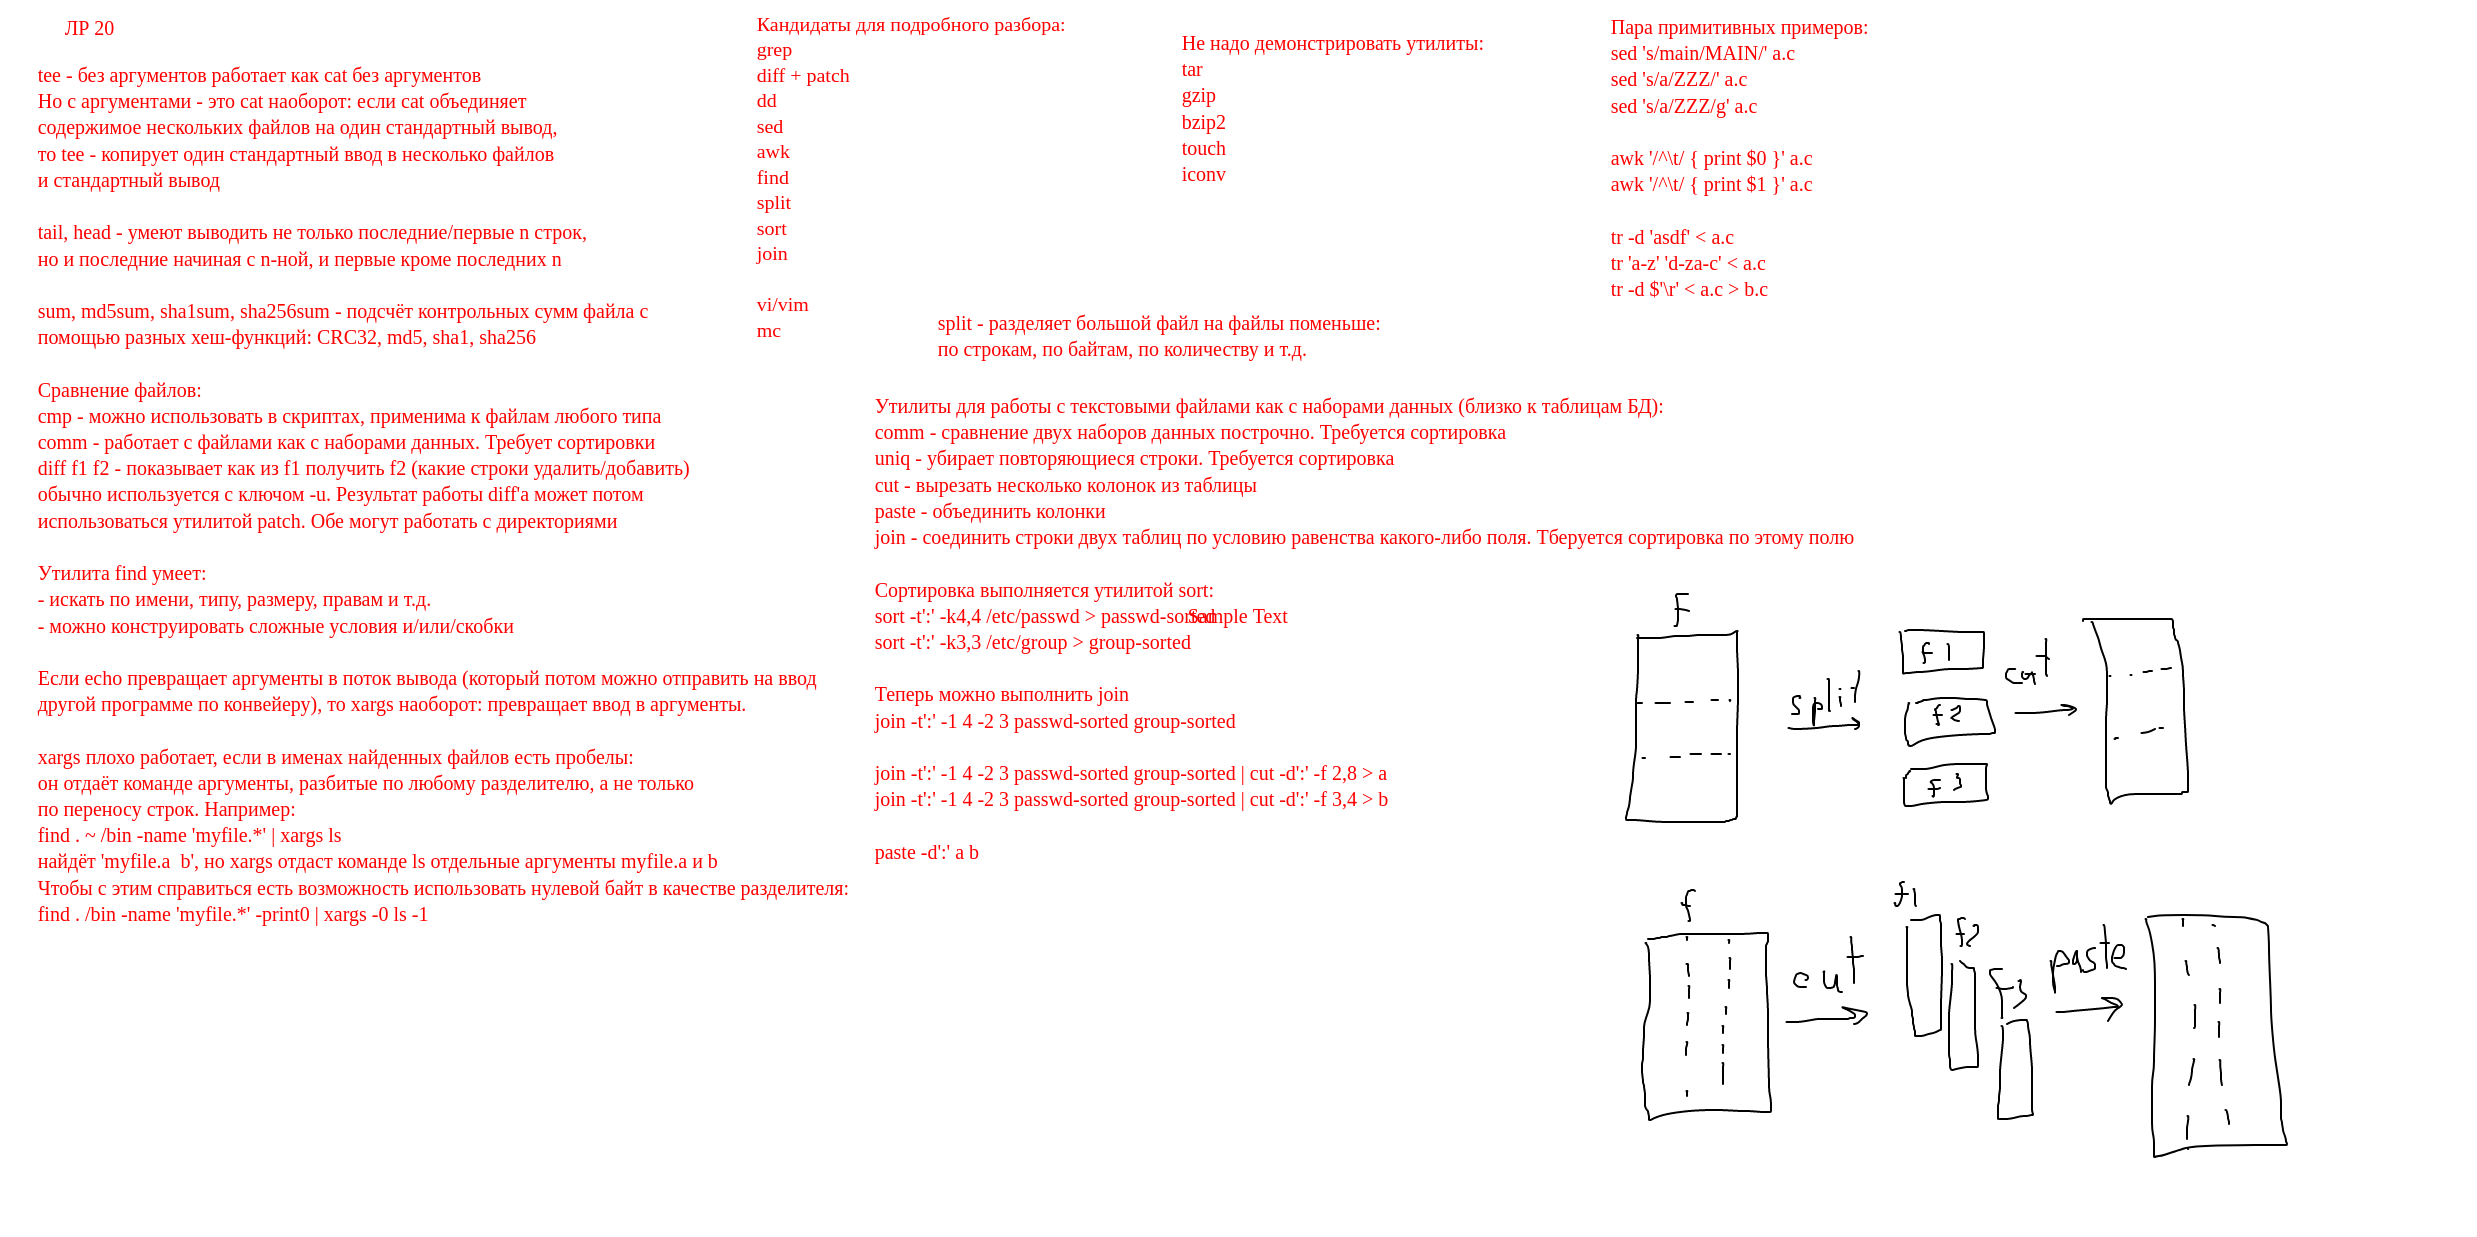 ЛР 20
tee - без аргументов работает как cat без аргументов
Но с аргументами - это cat наоборот: если cat объединяет
содержимое нескольких файлов на один стандартный вывод,
то tee - копирует один стандартный ввод в несколько файлов
и стандартный вывод
tail, head - умеют выводить не только последние/первые n строк,
но и последние начиная с n-ной, и первые кроме последних n
sum, md5sum, sha1sum, sha256sum - подсчёт контрольных сумм файла с
помощью разных хеш-функций: CRC32, md5, sha1, sha256
Сравнение файлов:
cmp - можно использовать в скриптах, применима к файлам любого типа
comm - работает с файлами как с наборами данных. Требует сортировки
diff f1 f2 - показывает как из f1 получить f2 (какие строки удалить/добавить)
обычно используется с ключом -u. Результат работы diff'а может потом
использоваться утилитой patch. Обе могут работать с директориями
Утилита find умеет:
- искать по имени, типу, размеру, правам и т.д.
- можно конструировать сложные условия и/или/скобки
Если echo превращает аргументы в поток вывода (который потом можно отправить на ввод
другой программе по конвейеру), то xargs наоборот: превращает ввод в аргументы.
xargs плохо работает, если в именах найденных файлов есть пробелы:
он отдаёт команде аргументы, разбитые по любому разделителю, а не только
по переносу строк. Например:
find . ~ /bin -name 'myfile.*' | xargs ls
найдёт 'myfile.a  b', но xargs отдаст команде ls отдельные аргументы myfile.a и b
Чтобы с этим справиться есть возможность использовать нулевой байт в качестве разделителя:
find . /bin -name 'myfile.*' -print0 | xargs -0 ls -1
Кандидаты для подробного разбора:
grep
diff + patch
dd
sed
awk
find
split
sort
join
vi/vim
mc
Не надо демонстрировать утилиты:
tar
gzip
bzip2
touch
iconv
Пара примитивных примеров:
sed 's/main/MAIN/' a.c
sed 's/a/ZZZ/' a.c
sed 's/a/ZZZ/g' a.c
awk '/^\t/ { print $0 }' a.c
awk '/^\t/ { print $1 }' a.c
tr -d 'asdf' < a.c
tr 'a-z' 'd-za-c' < a.c
tr -d $'\r' < a.c > b.c
split - разделяет большой файл на файлы поменьше:
по строкам, по байтам, по количеству и т.д.
Утилиты для работы с текстовыми файлами как с наборами данных (близко к таблицам БД):
comm - сравнение двух наборов данных построчно. Требуется сортировка
uniq - убирает повторяющиеся строки. Требуется сортировка
cut - вырезать несколько колонок из таблицы
paste - объединить колонки
join - соединить строки двух таблиц по условию равенства какого-либо поля. Тберуется сортировка по этому полю
Сортировка выполняется утилитой sort:
sort -t':' -k4,4 /etc/passwd > passwd-sorted
Sample Text
sort -t':' -k3,3 /etc/group > group-sorted
Теперь можно выполнить join
join -t':' -1 4 -2 3 passwd-sorted group-sorted
join -t':' -1 4 -2 3 passwd-sorted group-sorted | cut -d':' -f 2,8 > a
join -t':' -1 4 -2 3 passwd-sorted group-sorted | cut -d':' -f 3,4 > b
paste -d':' a b
F
split
f1
f2
f3
cat
f
cut
f1
f2
f3
paste